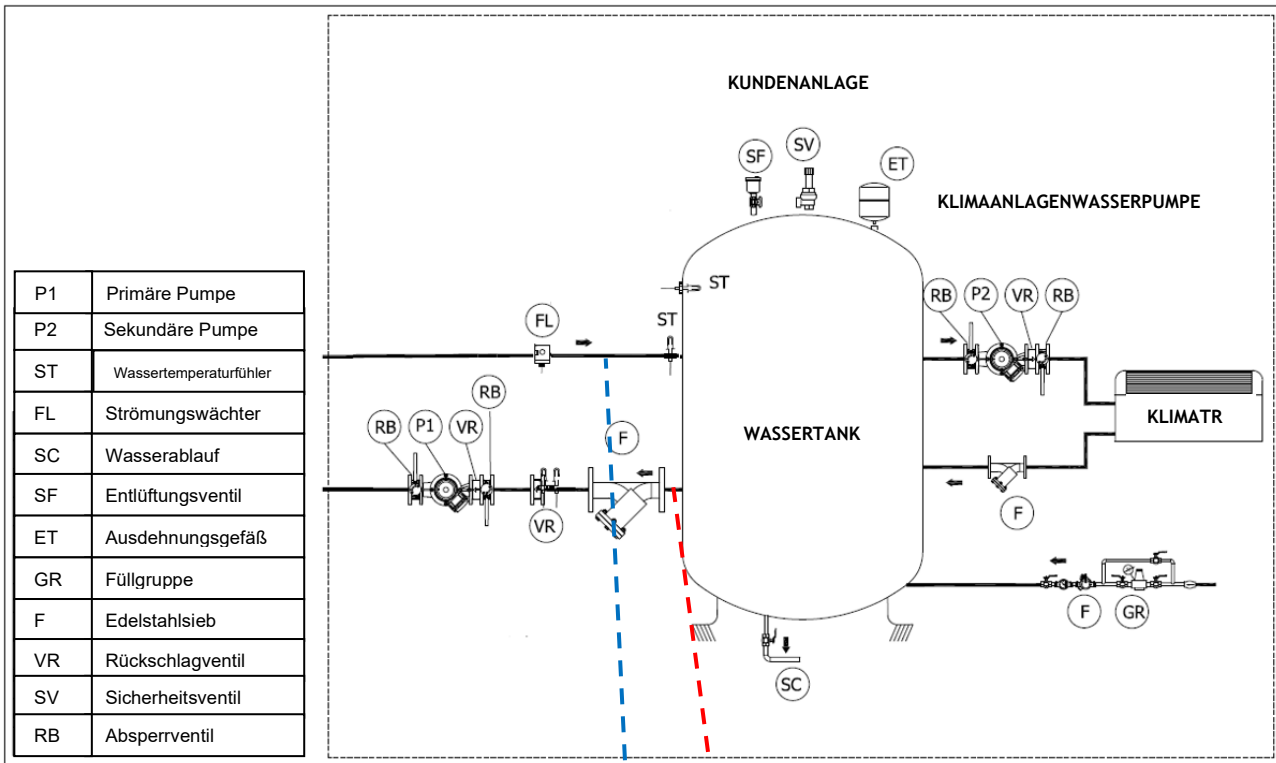 KUNDENANLAGE
SF
SV
ET
KLIMAANLAGENWASSERPUMPE
ST
FL
ST
RB
P2
VR
RB
RB
P1
VR
RB
F
VR
WASSERTANK
KLIMATR
F
F
GR
SC
P1 Primäre Pumpe
P2 Sekundäre Pumpe
ST Wassertemperaturfühler
FL Strömungswächter
SC Wasserablauf
SF Entlüftungsventil
ET Ausdehnungsgefäß
GR Füllgruppe
F Edelstahlsieb
VR Rückschlagventil
SV Sicherheitsventil
RB Absperrventil